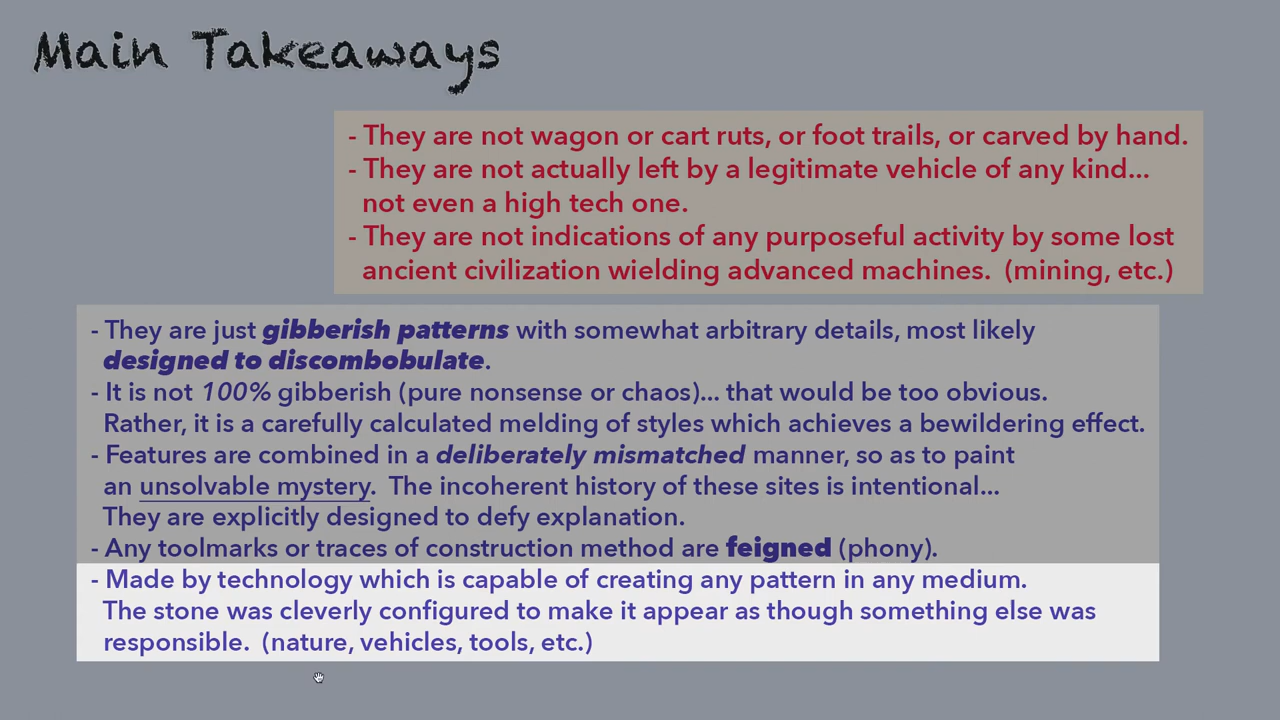 Main Takeaways
- They are not wagon or cart ruts, or foot trails, or carved by hand.
- They are not actually left by a legitimate vehicle of any kind...
not even a high tech one.
- They are not indications of any purposeful activity by some lost
ancient civilization wielding advanced machines.  (mining, etc.)
- They are just gibberish patterns with somewhat arbitrary details, most likely
designed to discombobulate.
- It is not 100% gibberish (pure nonsense or chaos)... that would be too obvious.
Rather, it is a carefully calculated melding of styles which achieves a bewildering effect.
- Features are combined in a deliberately mismatched manner, so as to paint
an unsolvable mystery.  The incoherent history of these sites is intentional...
They are explicitly designed to defy explanation.
- Any toolmarks or traces of construction method are feigned (phony).
- Made by technology which is capable of creating any pattern in any medium.
The stone was cleverly configured to make it appear as though something else was
responsible.  (nature, vehicles, tools, etc.)